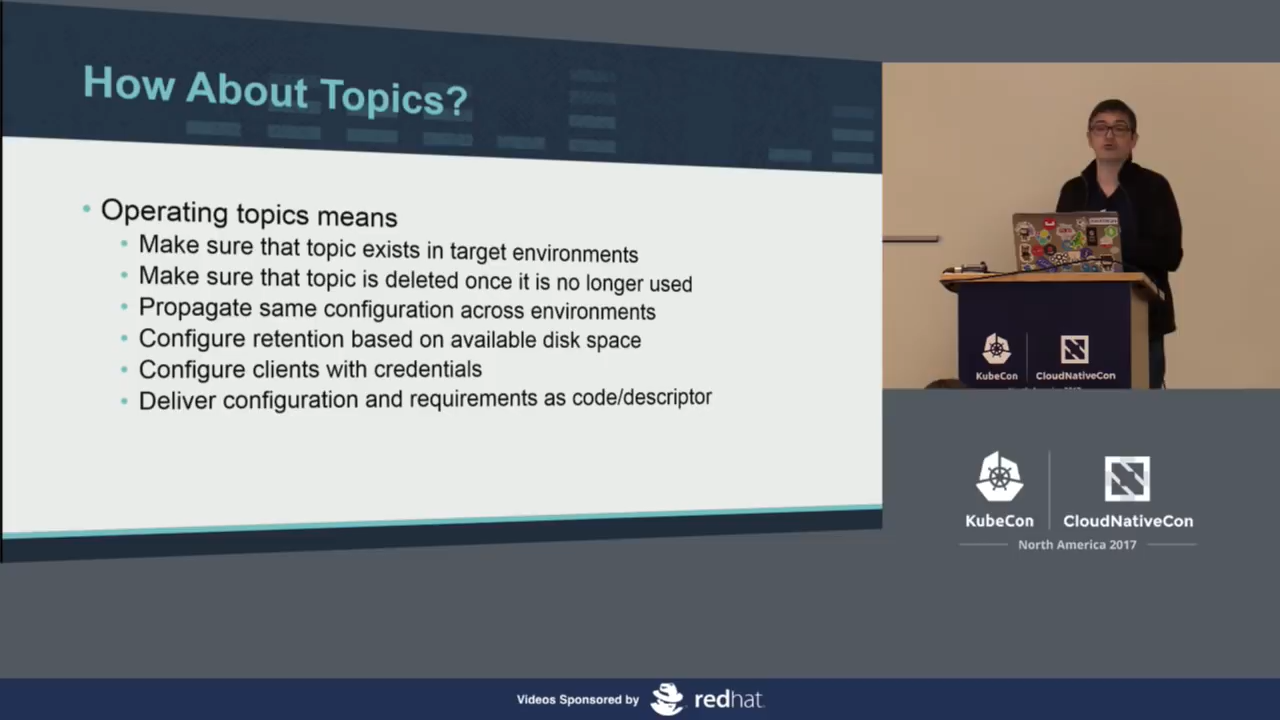 How About Topics?
• Operating topics means
• Make sure that topic exists in target environments
• Make sure that topic is deleted once it is no longer used
• Propagate same configuration across environments
• Configure retention based on available disk space
• Configure clients with credentials
• Deliver configuration and requirements as code/descriptor
KubeCon
CloudNativeCon
KubeCon
CloudNativeCon
North America 2017
Videos Sponsored by
redhat